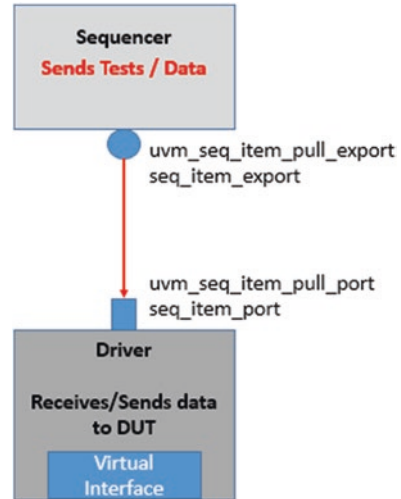 Sequencer
Sends Tests / Data
uvm_seq_item_pull_export
seq_item_export
uvm_seq_item_pull_port
seq_item_port
Driver
Receives/Sends data
to DUT
Virtual
Interface